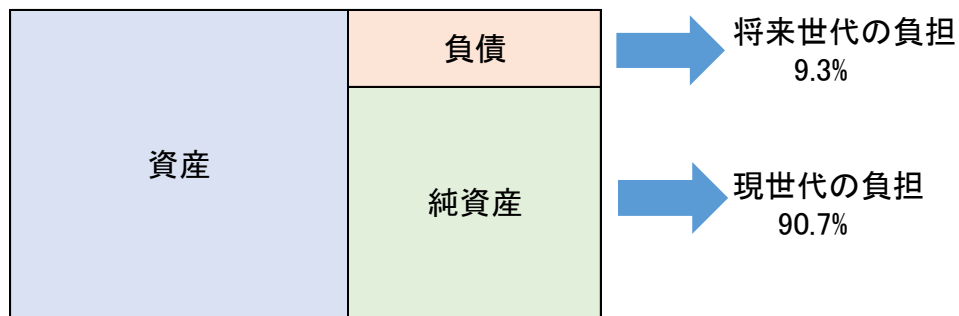 資産
負債
純資産
将来世代の負担
9.3%
現世代の負担
90.7%